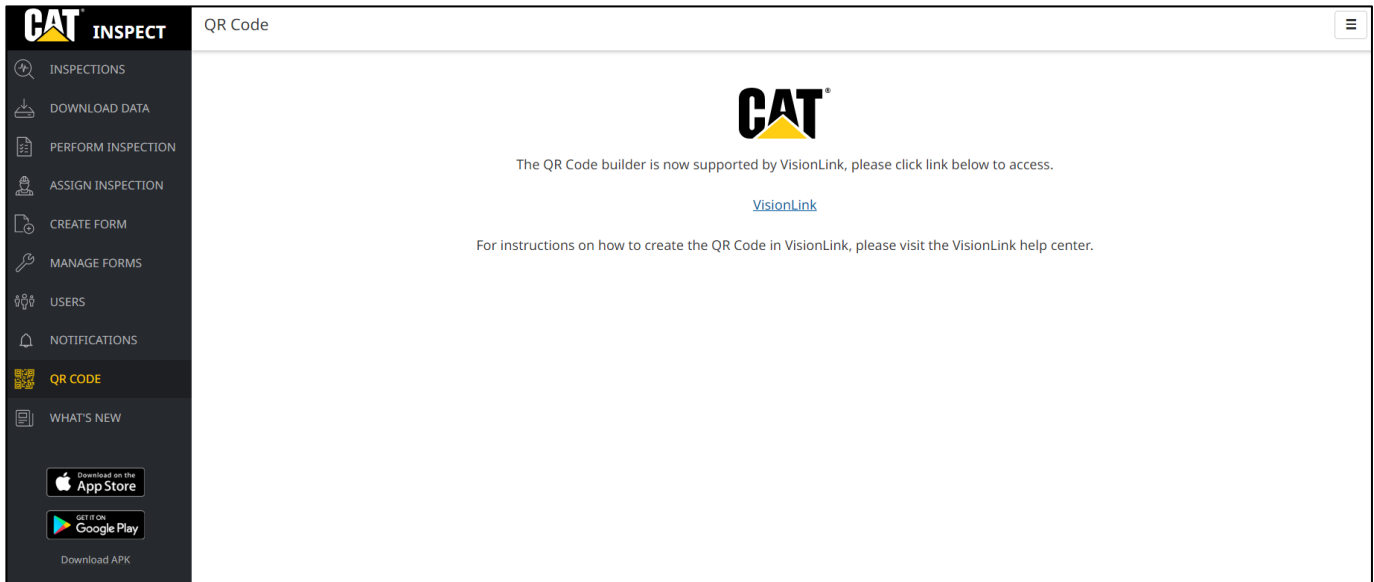 CAT INSPECT
QR Code
INSPECTIONS
DOWNLOAD DATA
PERFORM INSPECTION
ASSIGN INSPECTION
CREATE FORM
MANAGE FORMS
USERS
NOTIFICATIONS
QR CODE
WHAT'S NEW
Download on the
App Store
GET IT ON
Google Play
Download APK
CAT®
The QR Code builder is now supported by VisionLink, please click link below to access.
VisionLink
For instructions on how to create the QR Code in VisionLink, please visit the VisionLink help center.